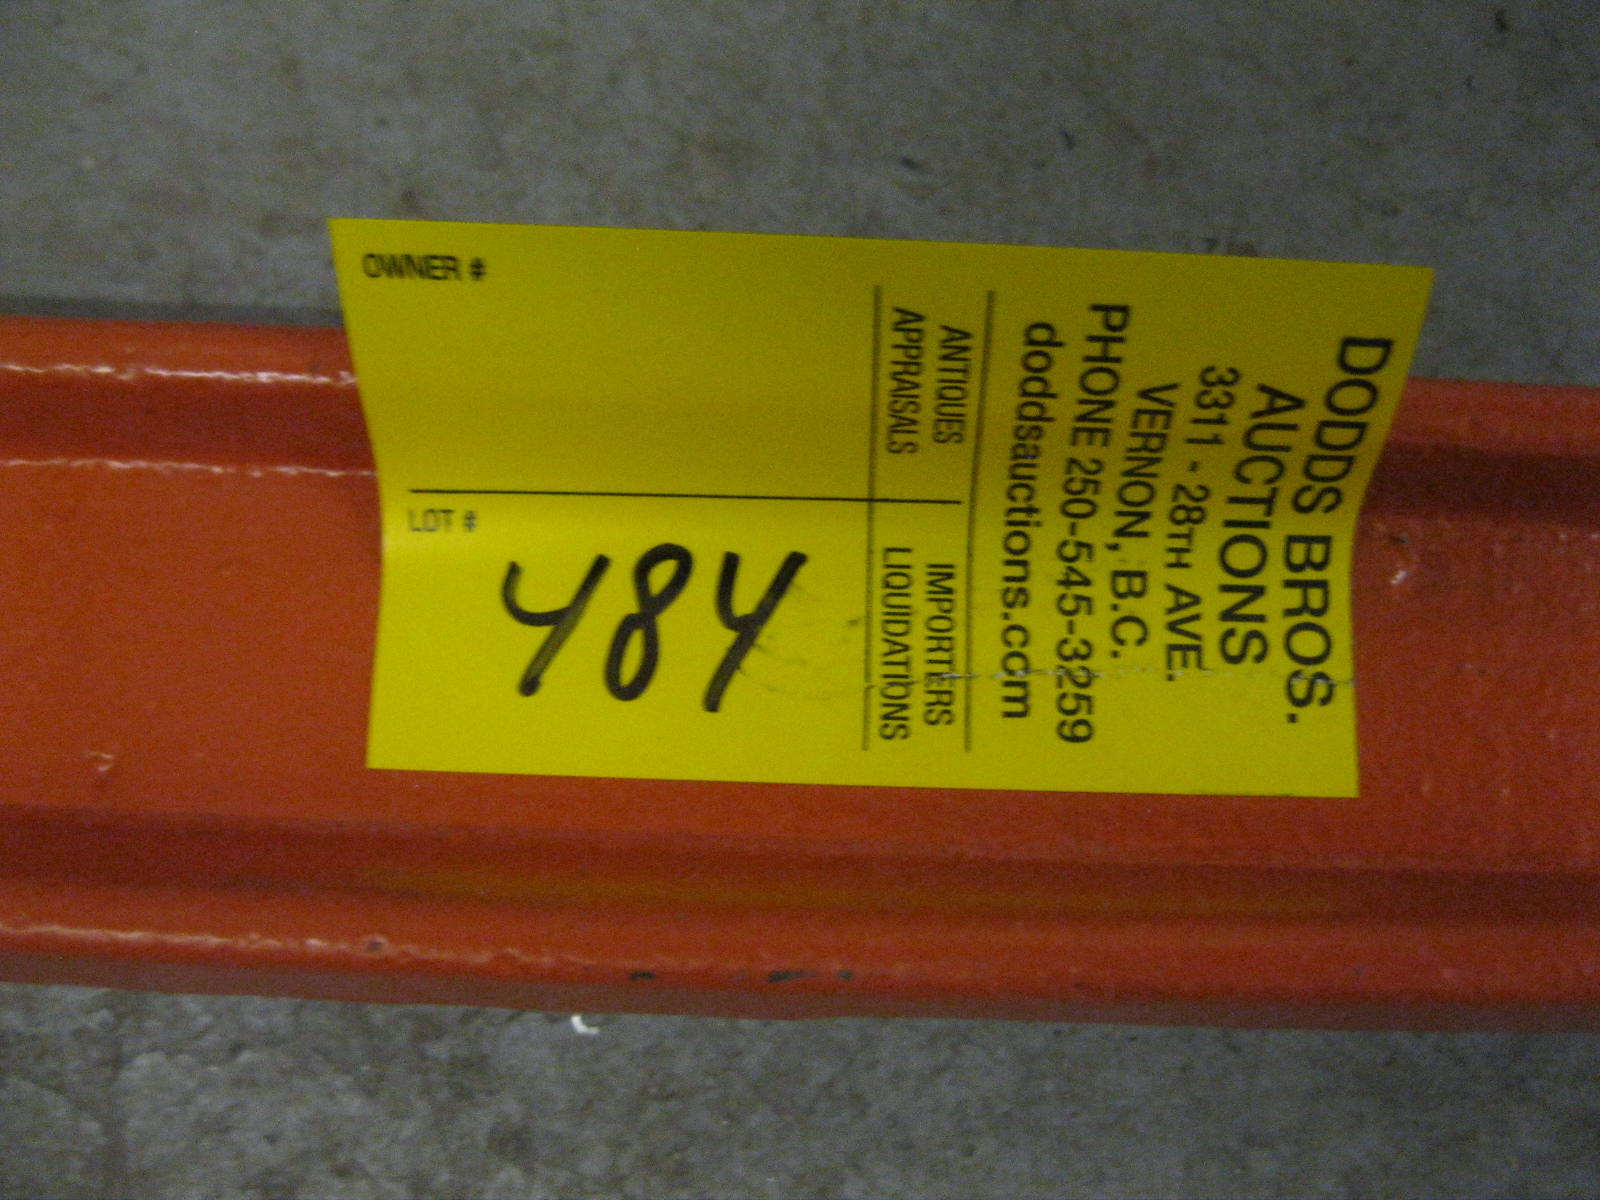 DODDS BROS.
AUCTIONS
3311 - 28TH AVE.
VERNON, B.C.
PHONE 250-545-3259
doddsauctions.com
ANTIQUES
APPRAISALS
IMPORTERS
LIQUIDATIONS
OWNER #
LOT #
484